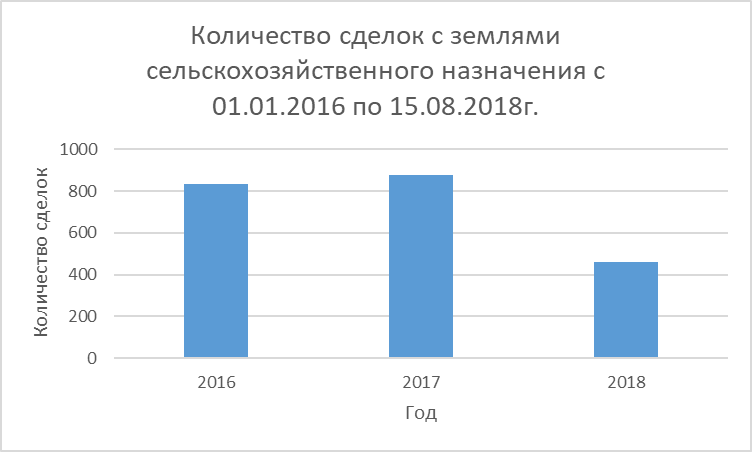 Количество сделок с землями
сельскохозяйственного назначения с
01.01.2016 по 15.08.2018г.
Количество сделок
1000
800
600
400
200
0
2016
2017
2018
Год